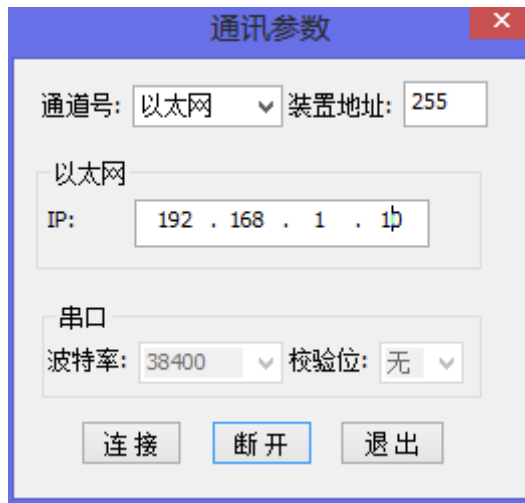 通讯参数
通道号: 以太网 装置地址: 255
以太网
IP: 192 . 168 . 1 . 10
串口
波特率: 38400 校验位: 无
连接 断开 退出